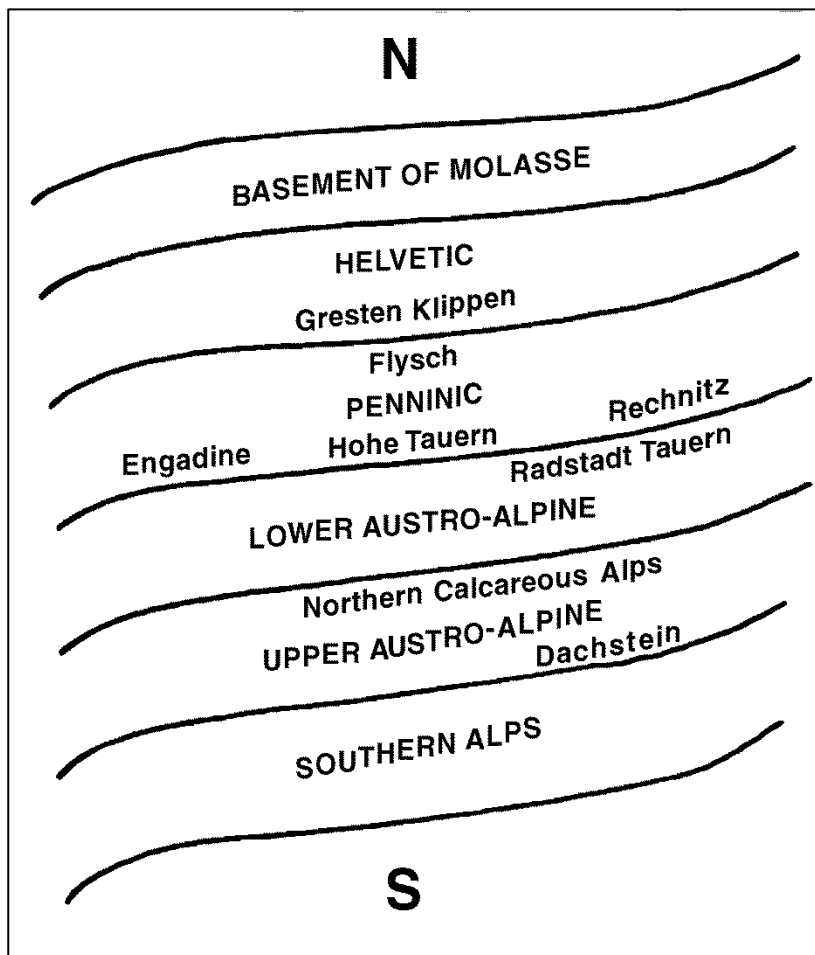 N
BASEMENT OF MOLASSE
HELVETIC
Gresten Klippen
Flysch
PENNINIC
Rechnitz
Engadine
Hohe Tauern
Radstadt Tauern
LOWER AUSTRO-ALPINE
Northern Calcareous Alps
UPPER AUSTRO-ALPINE
Dachstein
SOUTHERN ALPS
S